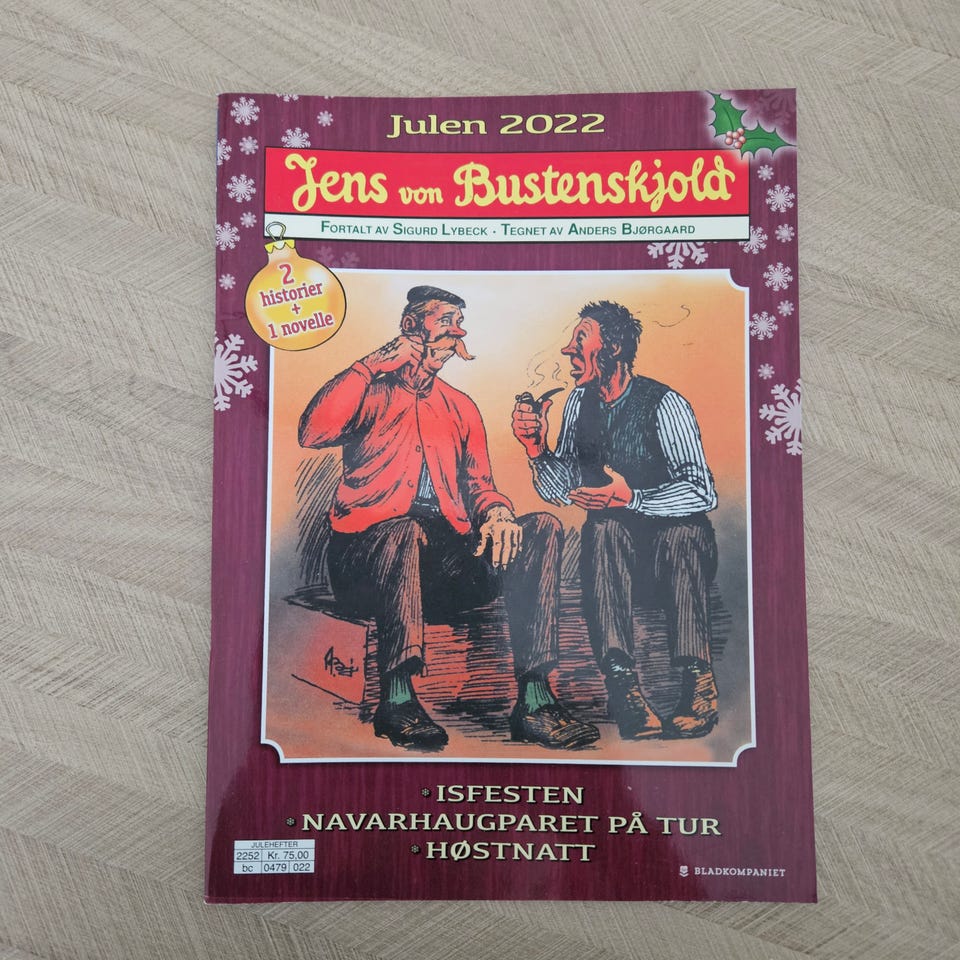 Julen 2022
Jens von Bustenskjold
Fortalt av Sigurd Lybeck · Tegnet av Anders Bjørgaard
2
historier
+
1 novelle
ABj
ISFESTEN
NAVARHAUGPARET PÅ TUR
HØSTNATT
JULEHEFTER
2252 Kr. 75,00
bc 0479 022
BLADKOMPANIET